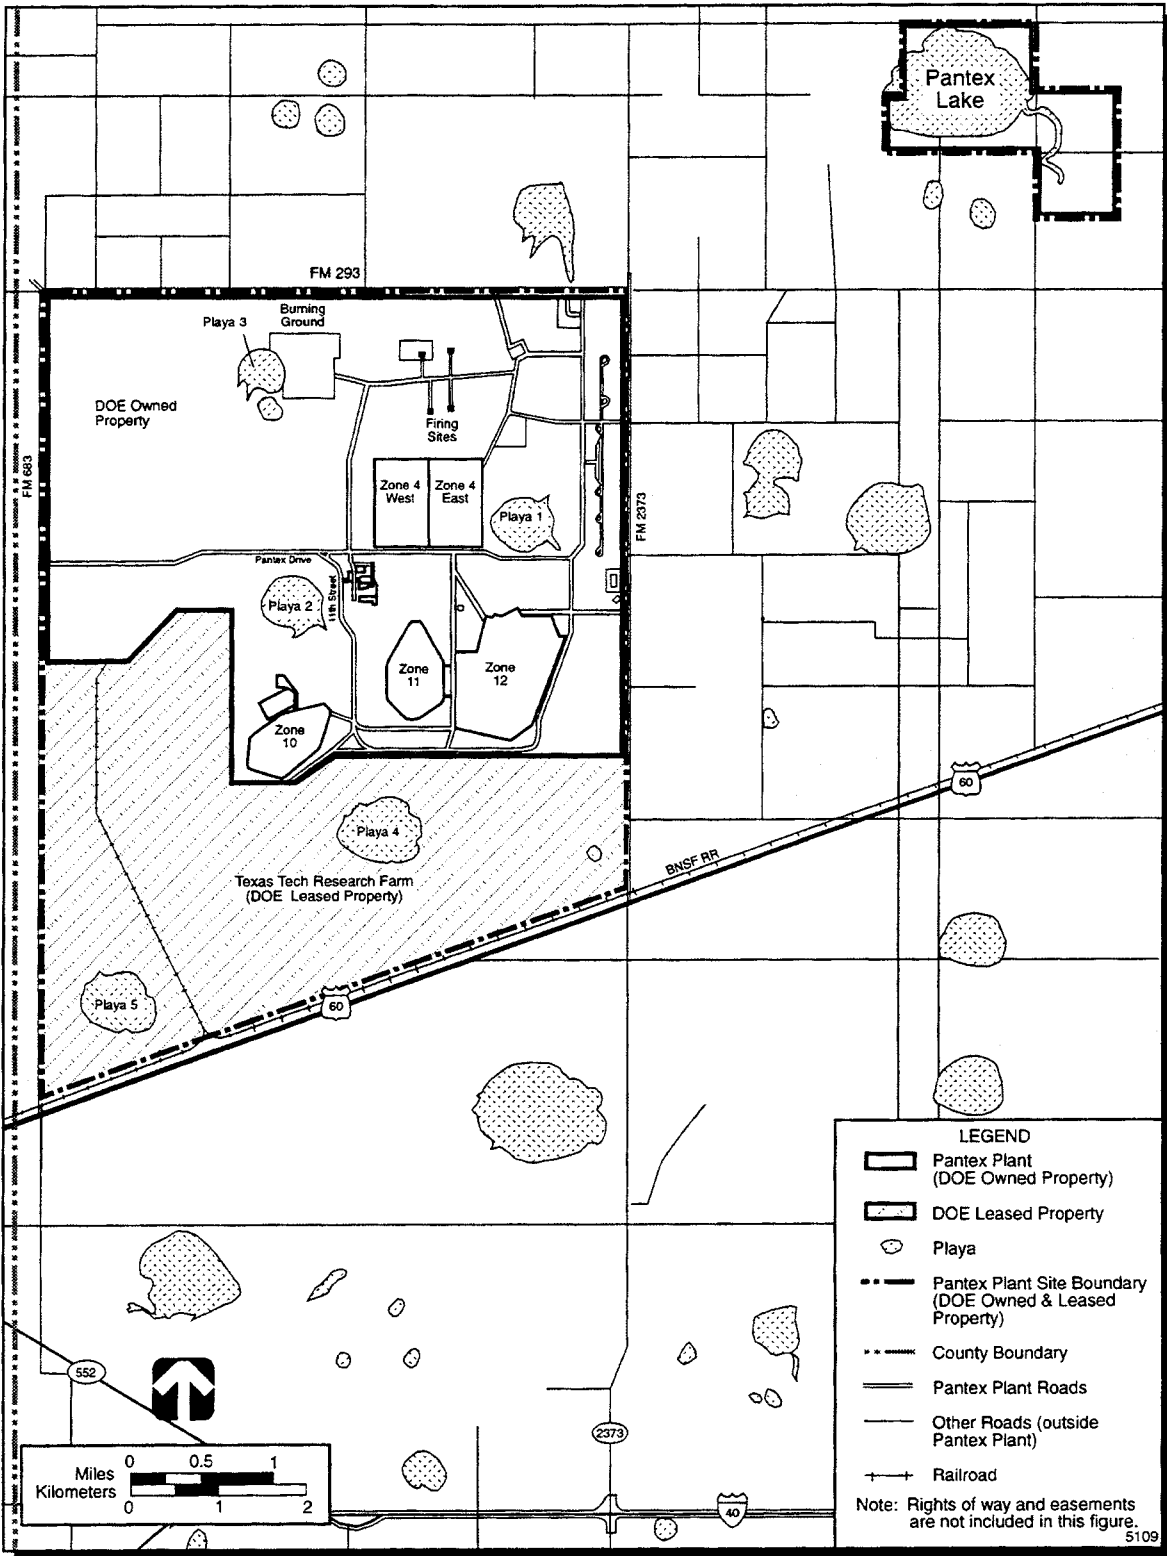 Pantex
Lake
FM 293
Burning
Ground
Playa 3
DOE Owned
Property
Firing
Sites
FM 683
Zone 4
West
Zone 4
East
Playa 1
FM 2373
Pantex Drive
11th Street
Playa 2
Zone
11
Zone
12
Zone
10
60
Playa 4
BNSF RR
Texas Tech Research Farm
(DOE Leased Property)
Playa 5
60
552
2373
40
Miles
Kilometers
0 0.5 1
0 1 2
LEGEND
Pantex Plant
(DOE Owned Property)
DOE Leased Property
Playa
Pantex Plant Site Boundary
(DOE Owned & Leased
Property)
County Boundary
Pantex Plant Roads
Other Roads (outside
Pantex Plant)
Railroad
Note: Rights of way and easements
are not included in this figure.
5109